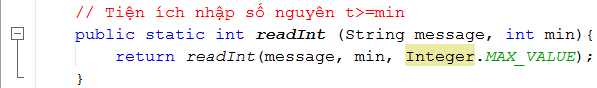 // Tiện ích nhập số nguyên t>=min
public static int readInt (String message, int min){
return readInt(message, min, Integer.MAX_VALUE);
}